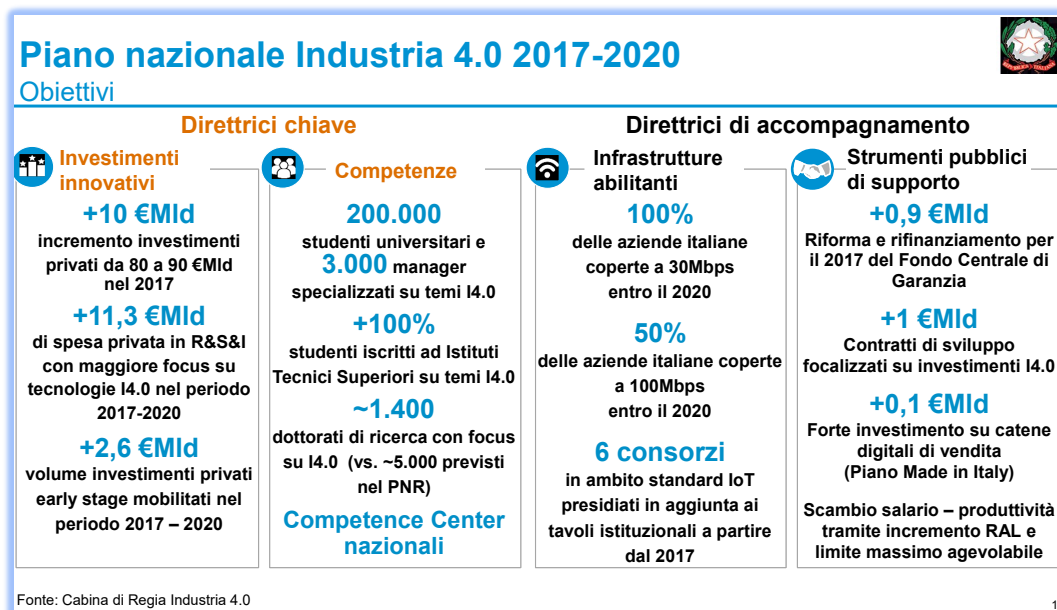 Piano nazionale Industria 4.0 2017-2020
Obiettivi
Direttrici chiave
Direttrici di accompagnamento
Investimenti
innovativi
+10 €Mld
incremento investimenti
privati da 80 a 90 €Mld
nel 2017
+11,3 €Mld
di spesa privata in R&S&I
con maggiore focus su
tecnologie I4.0 nel periodo
2017-2020
+2,6 €Mld
volume investimenti privati
early stage mobilitati nel
periodo 2017 – 2020
Competenze
200.000
studenti universitari e
3.000 manager
specializzati su temi I4.0
+100%
studenti iscritti ad Istituti
Tecnici Superiori su temi I4.0
~1.400
dottorati di ricerca con focus
su I4.0 (vs. ~5.000 previsti
nel PNR)
Competence Center
nazionali
Infrastrutture
abilitanti
100%
delle aziende italiane
coperte a 30Mbps
entro il 2020
50%
delle aziende italiane coperte
a 100Mbps
entro il 2020
6 consorzi
in ambito standard IoT
presidiati in aggiunta ai
tavoli istituzionali a partire
dal 2017
Strumenti pubblici
di supporto
+0,9 €Mld
Riforma e rifinanziamento per
il 2017 del Fondo Centrale di
Garanzia
+1 €Mld
Contratti di sviluppo
focalizzati su investimenti I4.0
+0,1 €Mld
Forte investimento su catene
digitali di vendita
(Piano Made in Italy)
Scambio salario – produttività
tramite incremento RAL e
limite massimo agevolabile
Fonte: Cabina di Regia Industria 4.0